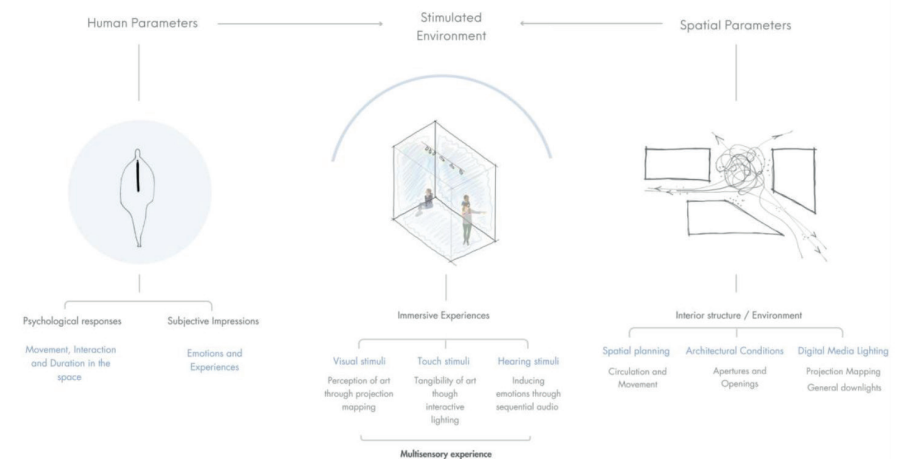 Human Parameters
Stimulated
Environment
Spatial Parameters
Psychological responses
Subjective Impressions
Movement, Interaction
and Duration in the
space
Emotions and
Experiences
Immersive Experiences
Visual stimuli
Touch stimuli
Hearing stimuli
Perception of art
through projection
mapping
Tangibility of art
though
interactive
lighting
Inducing
emotions through
sequential audio
Multisensory experience
Interior structure / Environment
Spatial planning
Architectural Conditions
Digital Media Lighting
Circulation and
Movement
Apertures and
Openings
Projection Mapping
General downlights